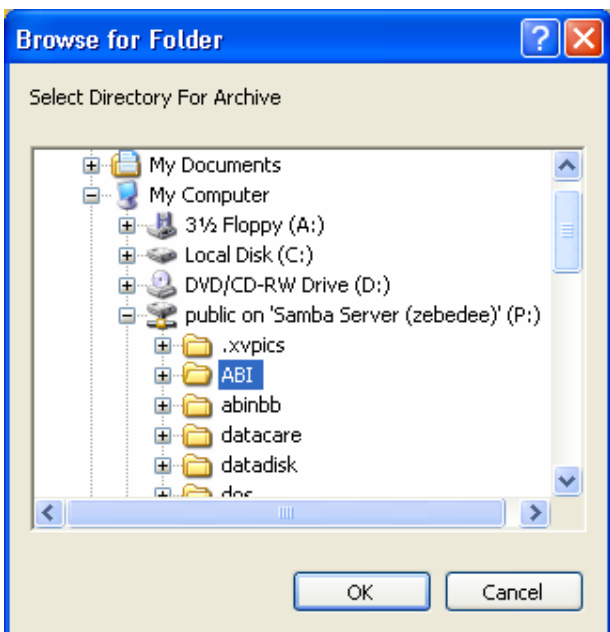 Browse for Folder
Select Directory For Archive
My Documents
My Computer
3½ Floppy (A:)
Local Disk (C:)
DVD/CD-RW Drive (D:)
public on 'Samba Server (zebedee)' (P:)
.xvpics
ABI
abinbb
datacare
datadisk
dos
OK Cancel